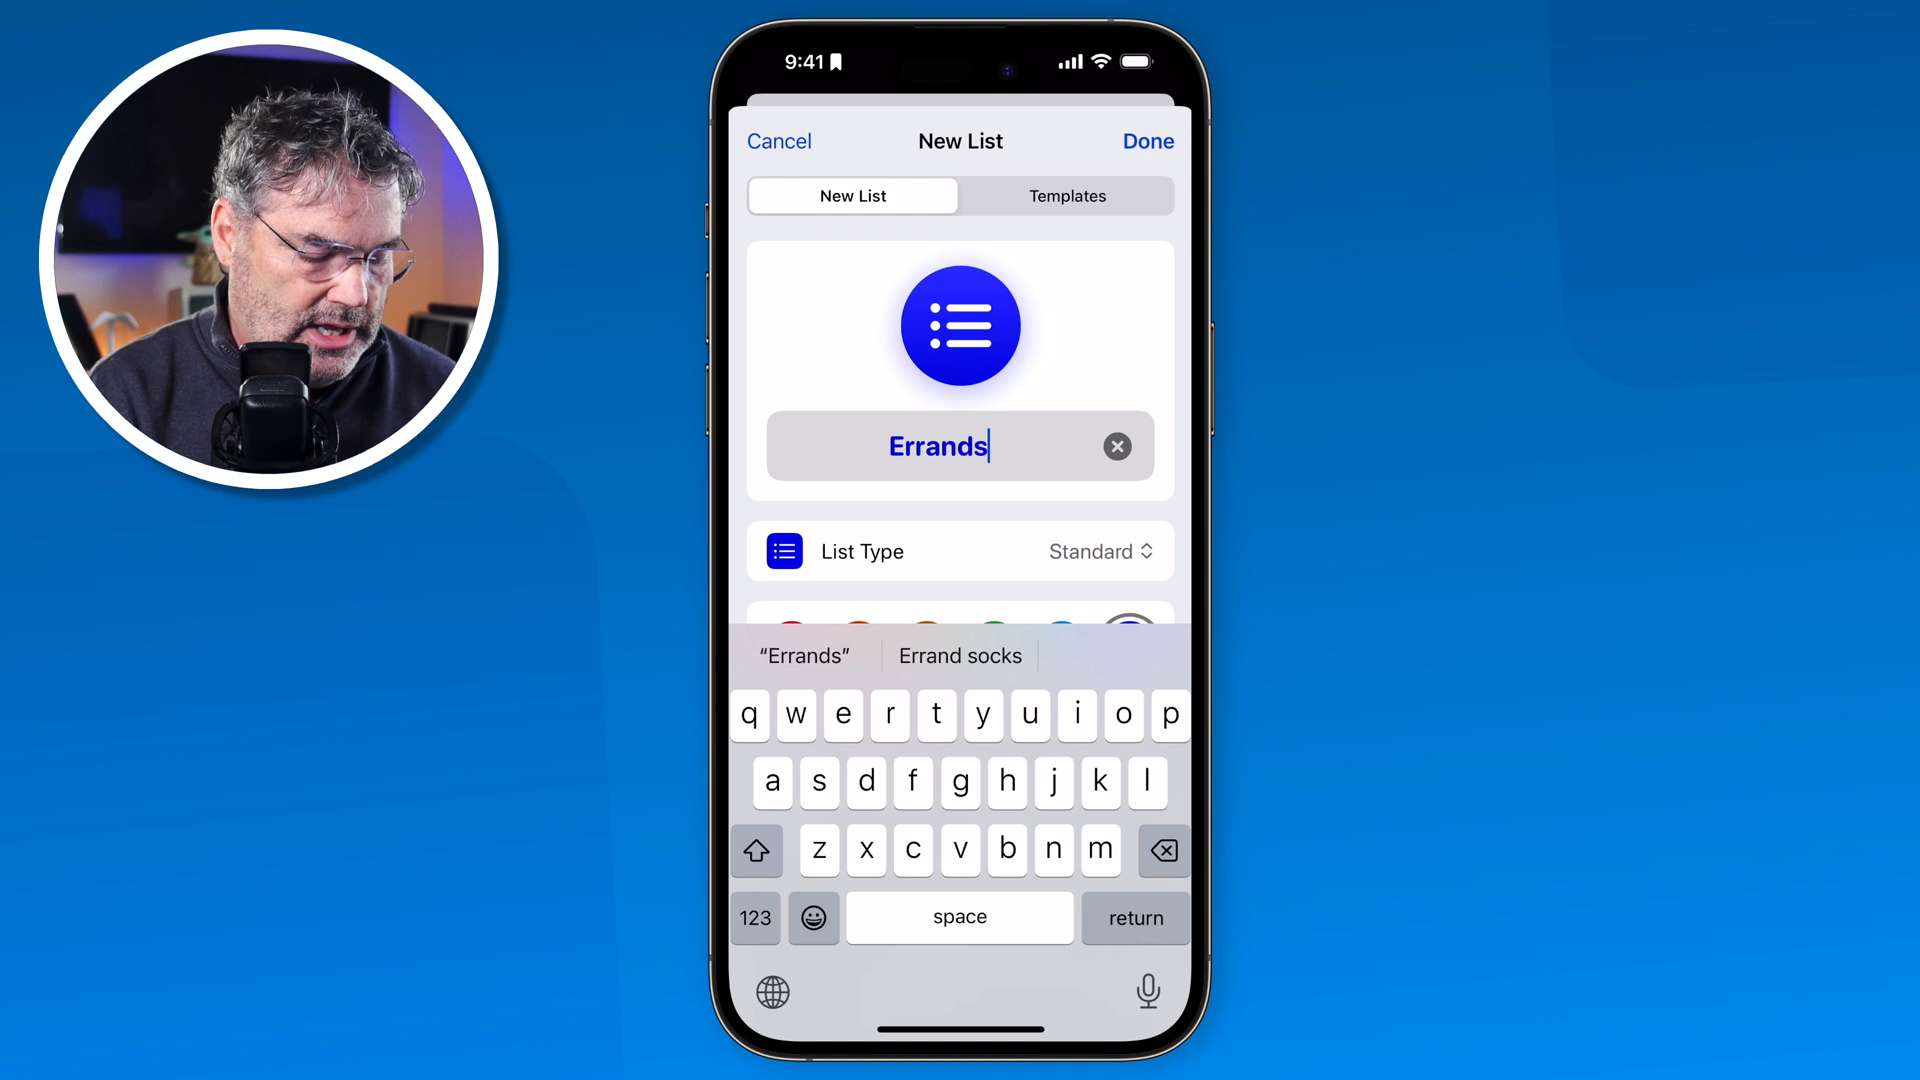 9:41
Cancel New List Done
New List Templates
Errands
List Type Standard
“Errands” Errand socks
q w e r t y u i o p
a s d f g h j k l
z x c v b n m
123 space return